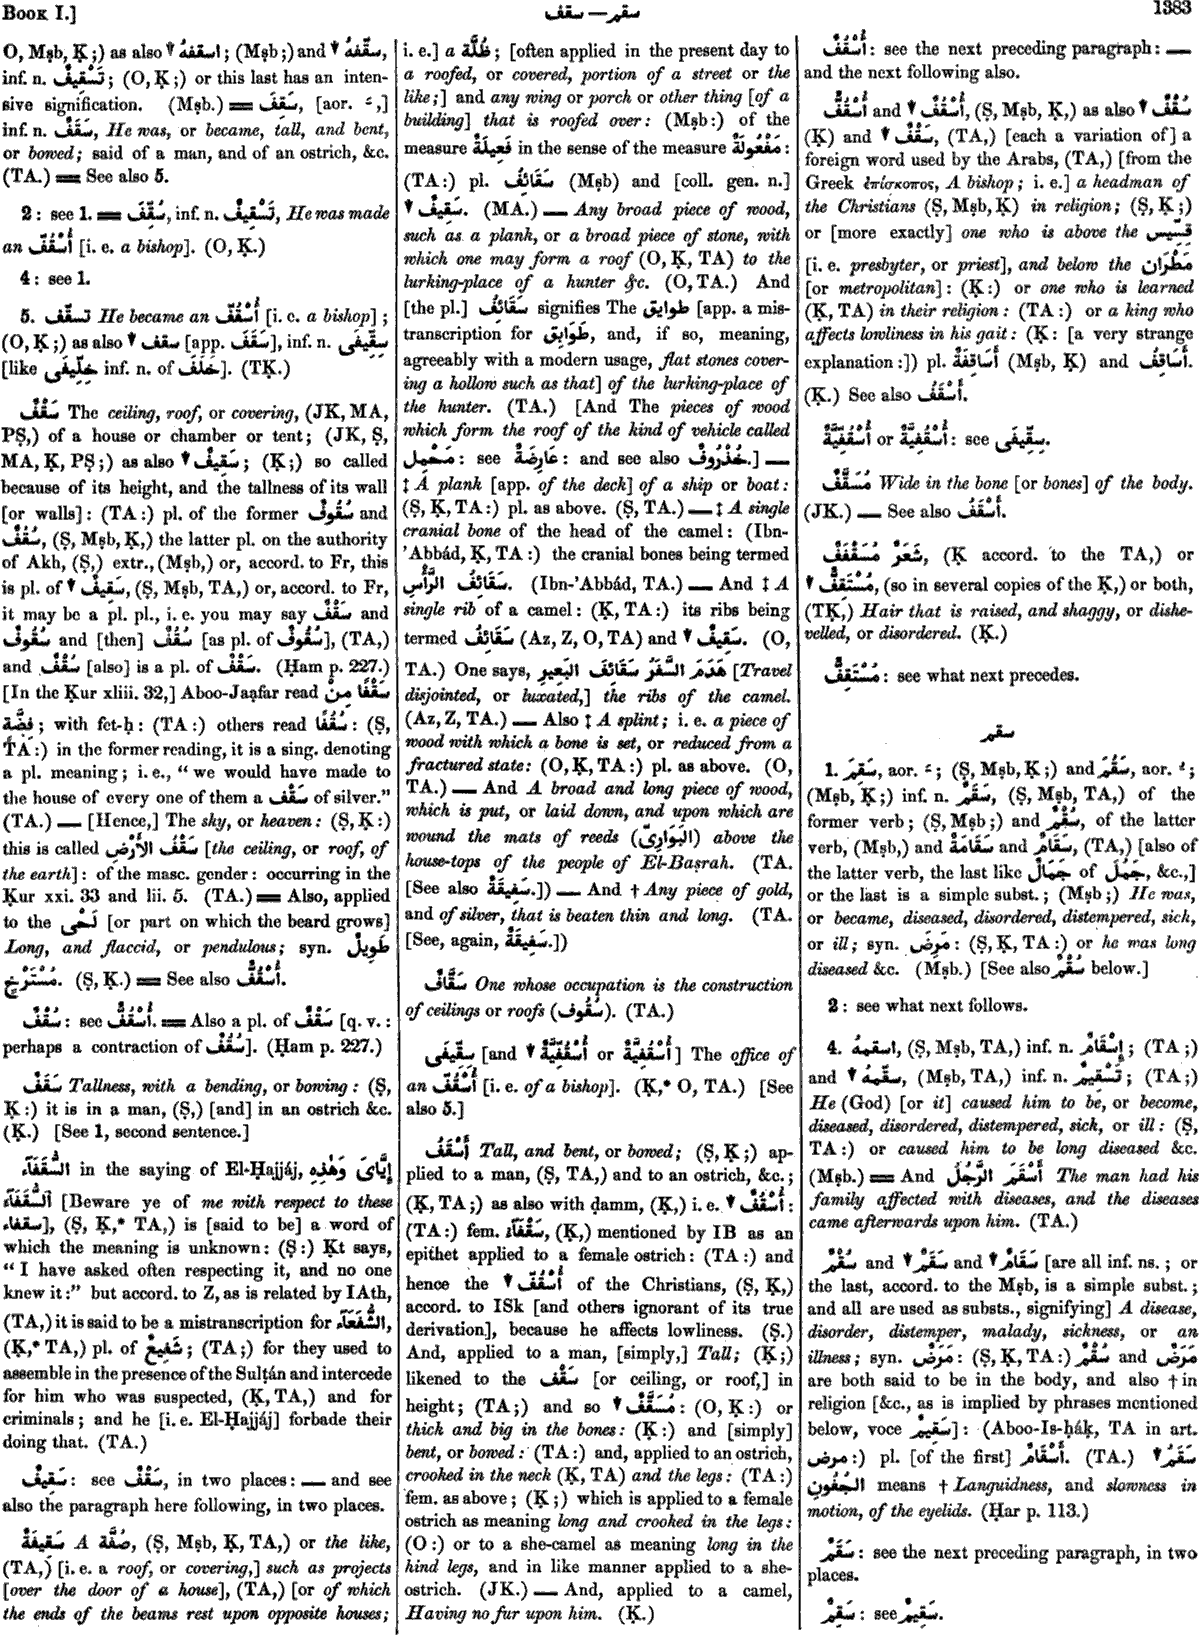 Book I.]
سقف — سقم
1383
O, Mṣb, Ḳ;) as also ▼ اسقفهُ; (Mṣb;) and ▼ سقّفهُ,
inf. n. تَسْقِيفٌ; (O, Ḳ;) or this last has an inten-
sive signification. (Mṣb.) ═ سَقِفَ, [aor. ـَ,]
inf. n. سَقَفٌ, He was, or became, tall, and bent,
or bowed; said of a man, and of an ostrich, &c.
(TA.) ═ See also 5.
2: see 1. ═ سُقِّفَ, inf. n. تَسْقِيفٌ, He was made
an أُسْقُفّ [i. e. a bishop]. (O, Ḳ.)
4: see 1.
5. تسقّف He became an أُسْقُفّ [i. e. a bishop];
(O, Ḳ;) as also ▼ سقف [app. سَقَفَ], inf. n. سِقِّيفَى
[like خِلِّيفَى inf. n. of خَلَفَ]. (TḲ.)
سَقْفٌ The ceiling, roof, or covering, (JK, MA,
PṢ,) of a house or chamber or tent; (JK, Ṣ,
MA, Ḳ, PṢ;) as also ▼ سَقِيفٌ; (Ḳ;) so called
because of its height, and the tallness of its wall
[or walls]: (TA:) pl. of the former سُقُوفٌ and
سُقُفٌ, (Ṣ, Mṣb, Ḳ,) the latter pl. on the authority
of Akh, (Ṣ,) extr., (Mṣb,) or, accord. to Fr, this
is pl. of ▼ سَقِيفٌ, (Ṣ, Mṣb, TA,) or, accord. to Fr,
it may be a pl. pl., i. e. you may say سَقْفٌ and
سُقُوفٌ and [then] سُقُفٌ [as pl. of سُقُوفٌ], (TA,)
and سُقْفٌ [also] is a pl. of سَقْفٌ. (Ḥam p. 227.)
[In the Ḳur xliii. 32,] Aboo-Jaạfar read سَقْفًا مِنْ
فِضَّة; with fet-ḥ: (TA:) others read سُقُفًا: (Ṣ,
TA:) in the former reading, it is a sing. denoting
a pl. meaning; i. e., “ we would have made to
the house of every one of them a سَقْف of silver.”
(TA.) — [Hence,] The sky, or heaven: (Ṣ, Ḳ:)
this is called سَقْفُ الأَرْضِ [the ceiling, or roof, of
the earth]: of the masc. gender: occurring in the
Ḳur xxi. 33 and lii. 5. (TA.) ═ Also, applied
to the لَحْى [or part on which the beard grows]
Long, and flaccid, or pendulous; syn. طَوِيلٌ
مُسْتَرْخٍ. (Ṣ, Ḳ.) ═ See also أُسْقُفٌّ.
سُقْفٌ: see أُسْقُفٌّ. ═ Also a pl. of سَقْفٌ [q. v.:
perhaps a contraction of سُقُفٌ]. (Ḥam p. 227.)
سَقَفٌ Tallness, with a bending, or bowing: (Ṣ,
Ḳ:) it is in a man, (Ṣ,) [and] in an ostrich &c.
(Ḳ.) [See 1, second sentence.]
السُّقَفَآءُ in the saying of El-Ḥajjáj, إِيَّاىَ وَهٰذِهِ
السُّقَفَآءَ [Beware ye of me with respect to these
سقفاء], (Ṣ, Ḳ,* TA,) is [said to be] a word of
which the meaning is unknown: (Ṣ:) Ḳt says,
“ I have asked often respecting it, and no one
knew it:” but accord. to Z, as is related by IAth,
(TA,) it is said to be a mistranscription for الشُّفَعَآءُ,
(Ḳ,* TA,) pl. of شَفِيعٌ; (TA;) for they used to
assemble in the presence of the Sulṭán and intercede
for him who was suspected, (Ḳ, TA,) and for
criminals; and he [i. e. El-Ḥajjáj] forbade their
doing that. (TA.)
سَقِيفٌ: see سَقْفٌ, in two places: — and see
also the paragraph here following, in two places.
سَقِيفَةٌ A صُفَّة, (Ṣ, Mṣb, Ḳ, TA,) or the like,
(TA,) [i. e. a roof, or covering,] such as projects
[over the door of a house], (TA,) [or of which
the ends of the beams rest upon opposite houses;
i. e.] a ظُلَّة; [often applied in the present day to
a roofed, or covered, portion of a street or the
like;] and any wing or porch or other thing [of a
building] that is roofed over: (Mṣb:) of the
measure فَعِيلَةٌ in the sense of the measure مَفْعُولَةٌ:
(TA:) pl. سَقَائِفُ (Mṣb) and [coll. gen. n.]
▼ سَقِيفٌ. (MA.) — Any broad piece of wood,
such as a plank, or a broad piece of stone, with
which one may form a roof (O, Ḳ, TA) to the
lurking-place of a hunter &c. (O, TA.) And
[the pl.] سَقَائِفُ signifies The طوايق [app. a mis-
transcription for طَوَابِق, and, if so, meaning,
agreeably with a modern usage, flat stones cover-
ing a hollow such as that] of the lurking-place of
the hunter. (TA.) [And The pieces of wood
which form the roof of the kind of vehicle called
مَحْمِل: see عَارِضَةٌ: and see also خُذْرُوفٌ.] —
‡ A plank [app. of the deck] of a ship or boat:
(Ṣ, Ḳ, TA:) pl. as above. (Ṣ, TA.) — ‡ A single
cranial bone of the head of the camel: (Ibn-
’Abbád, Ḳ, TA:) the cranial bones being termed
سَقَائِفُ الرَّأْسِ. (Ibn-’Abbád, TA.) — And ‡ A
single rib of a camel: (Ḳ, TA:) its ribs being
termed سَقَائِفُ (Az, Z, O, TA) and ▼ سَقِيفٌ. (O,
TA.) One says, هَدَمَ السَّفَرُ سَقَائِفَ البَعِيرِ [Travel
disjointed, or luxated,] the ribs of the camel.
(Az, Z, TA.) — Also ‡ A splint; i. e. a piece of
wood with which a bone is set, or reduced from a
fractured state: (O, Ḳ, TA:) pl. as above. (O,
TA.) — And A broad and long piece of wood,
which is put, or laid down, and upon which are
wound the mats of reeds (البَوَارِىّ) above the
house-tops of the people of El-Baṣrah. (TA.
[See also سَفِيقَةٌ.]) — And † Any piece of gold,
and of silver, that is beaten thin and long. (TA.
[See, again, سَفِيقَةٌ.])
سَقَّافٌ One whose occupation is the construction
of ceilings or roofs (سُقُوف). (TA.)
سِقِّيفَى [and ▼ أُسْقُفِيَّةٌ or أُسْقُفِّيَّةٌ] The office of
an أُسْقُفّ [i. e. of a bishop]. (Ḳ,* O, TA.) [See
also 5.]
أَسْقَفُ Tall, and bent, or bowed; (Ṣ, Ḳ;) ap-
plied to a man, (Ṣ, TA,) and to an ostrich, &c.;
(Ḳ, TA;) as also with ḍamm, (Ḳ,) i. e. ▼ أُسْقُفٌ:
(TA:) fem. سَقْفَآءُ, (Ḳ,) mentioned by IB as an
epithet applied to a female ostrich: (TA:) and
hence the ▼ أُسْقُفّ of the Christians, (Ṣ, Ḳ,)
accord. to ISk [and others ignorant of its true
derivation], because he affects lowliness. (Ṣ.)
And, applied to a man, [simply,] Tall; (Ḳ;)
likened to the سَقْف [or ceiling, or roof,] in
height; (TA;) and so ▼ مُسَقَّفٌ: (O, Ḳ:) or
thick and big in the bones: (Ḳ:) and [simply]
bent, or bowed: (TA:) and, applied to an ostrich,
crooked in the neck (Ḳ, TA) and the legs: (TA:)
fem. as above; (Ḳ;) which is applied to a female
ostrich as meaning long and crooked in the legs:
(O:) or to a she-camel as meaning long in the
hind legs, and in like manner applied to a she-
ostrich. (JK.) — And, applied to a camel,
Having no fur upon him. (Ḳ.)
أُسْقُفٌ: see the next preceding paragraph: —
and the next following also.
أُسْقُفٌّ and ▼ أُسْقُفٌ, (Ṣ, Mṣb, Ḳ,) as also ▼ سُقْفٌ
(Ḳ) and ▼ سَقْفٌ, (TA,) [each a variation of] a
foreign word used by the Arabs, (TA,) [from the
Greek ἐπίσκοπος, A bishop; i. e.] a headman of
the Christians (Ṣ, Mṣb, Ḳ) in religion; (Ṣ, Ḳ;)
or [more exactly] one who is above the قِسِّيس
[i. e. presbyter, or priest], and below the مَطْرَان
[or metropolitan]: (Ḳ:) or one who is learned
(Ḳ, TA) in their religion: (TA:) or a king who
affects lowliness in his gait: (Ḳ: [a very strange
explanation:]) pl. أَسَاقِفَةٌ (Mṣb, Ḳ) and أَسَاقِفُ.
(Ḳ.) See also أَسْقَفُ.
أُسْقُفِيَّةٌ or أُسْقُفِّيَّةٌ: see سِقِّيفَى.
مُسَقَّفٌ Wide in the bone [or bones] of the body.
(JK.) — See also أَسْقَفُ.
شَعَرٌ مُسْقَفِفٌّ, (Ḳ accord. to the TA,) or
▼ مُسْتَقِفٌّ, (so in several copies of the Ḳ,) or both,
(TḲ,) Hair that is raised, and shaggy, or dishe-
velled, or disordered. (Ḳ.)
مُسْتَقِفٌّ: see what next precedes.
سقم
1. سَقِمَ, aor. ـَ; (Ṣ, Mṣb, Ḳ;) and سَقُمَ, aor. ـُ;
(Mṣb, Ḳ;) inf. n. سَقَمٌ, (Ṣ, Mṣb, TA,) of the
former verb; (Ṣ, Mṣb;) and سُقْمٌ, of the latter
verb, (Mṣb,) and سَقَامَةٌ and سَقَامٌ, (TA,) [also of
the latter verb, the last like جَمَالٌ of جَمُلَ, &c.,]
or the last is a simple subst.; (Mṣb;) He was,
or became, diseased, disordered, distempered, sick,
or ill; syn. مَرِضَ: (Ṣ, Ḳ, TA:) or he was long
diseased &c. (Mṣb.) [See also سُقْمٌ below.]
2: see what next follows.
4. اسقمهُ, (Ṣ, Mṣb, TA,) inf. n. إِسْقَامٌ; (TA;)
and ▼ سقّمهُ, (Mṣb, TA,) inf. n. تَسْقِيمٌ; (TA;)
He (God) [or it] caused him to be, or become,
diseased, disordered, distempered, sick, or ill: (Ṣ,
TA:) or caused him to be long diseased &c.
(Mṣb.) ═ And أَسْقَمَ الرَّجُلُ The man had his
family affected with diseases, and the diseases
came afterwards upon him. (TA.)
سُقْمٌ and ▼ سَقَمٌ and ▼ سَقَامٌ [are all inf. ns.; or
the last, accord. to the Mṣb, is a simple subst.;
and all are used as substs., signifying] A disease,
disorder, distemper, malady, sickness, or an
illness; syn. مَرَضٌ: (Ṣ, Ḳ, TA:) سُقْمٌ and مَرَضٌ
are both said to be in the body, and also † in
religion [&c., as is implied by phrases mentioned
below, voce سَقِيمٌ]: (Aboo-Is-ḥáḳ, TA in art.
مرض:) pl. [of the first] أَسْقَامٌ. (TA.) ▼ سَقَمُ
الجُفُونِ means † Languidness, and slowness in
motion, of the eyelids. (Ḥar p. 113.)
سَقَمٌ: see the next preceding paragraph, in two
places.
سَقِمٌ: see سَقِيمٌ.